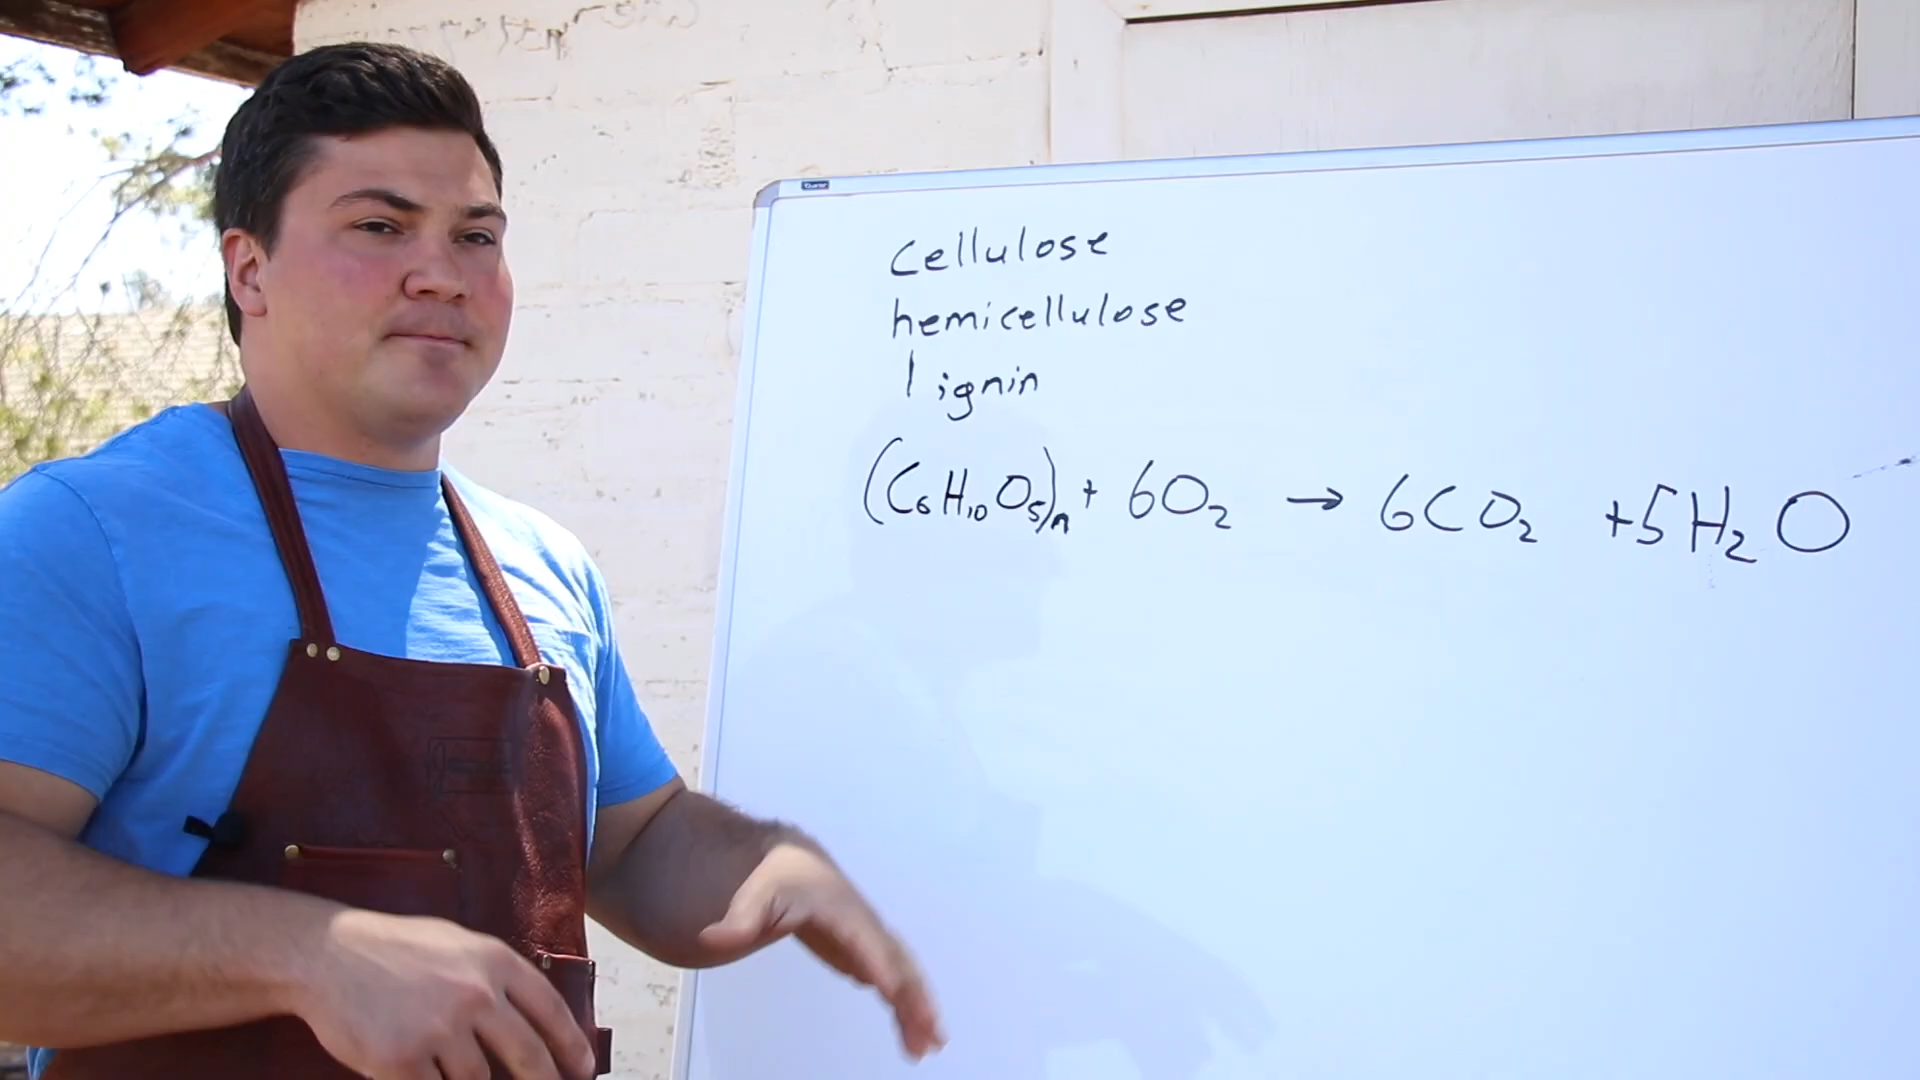 cellulose
hemicellulose
lignin
(C₆H₁₀O₅)ₙ + 6O₂ → 6CO₂ +5H₂O